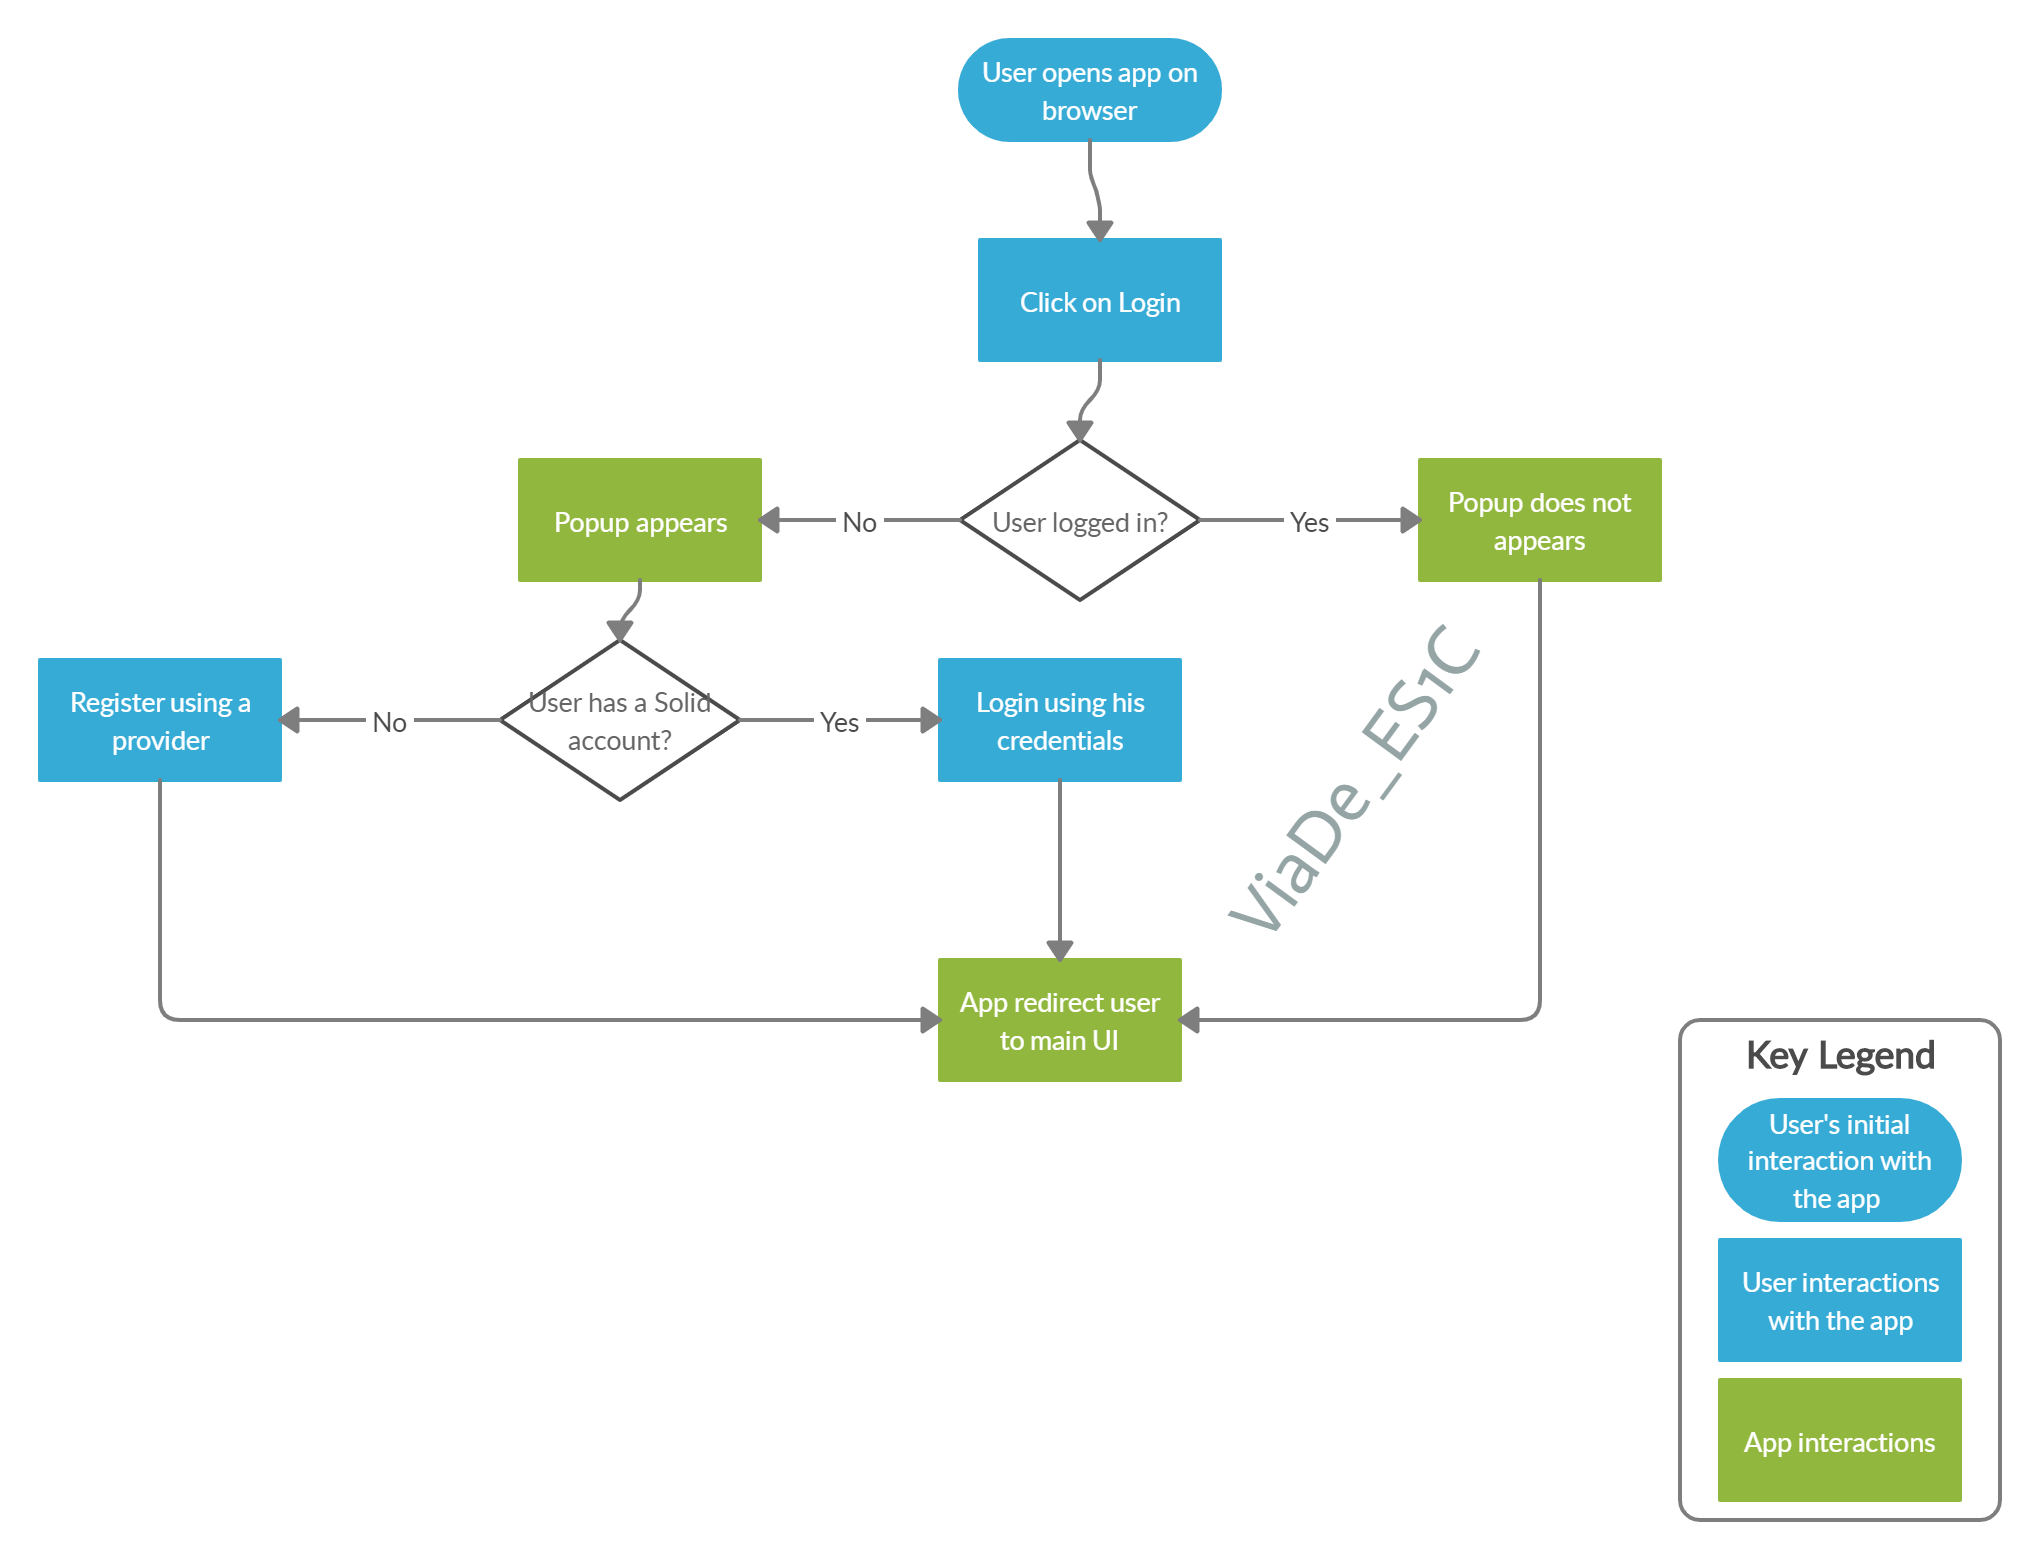 User opens app on
browser
Click on Login
Popup appears
No
User logged in?
Yes
Popup does not
appears
Register using a
provider
No
User has a Solid
account?
Yes
Login using his
credentials
ViaDe_ES1C
App redirect user
to main UI
Key Legend
User's initial
interaction with
the app
User interactions
with the app
App interactions